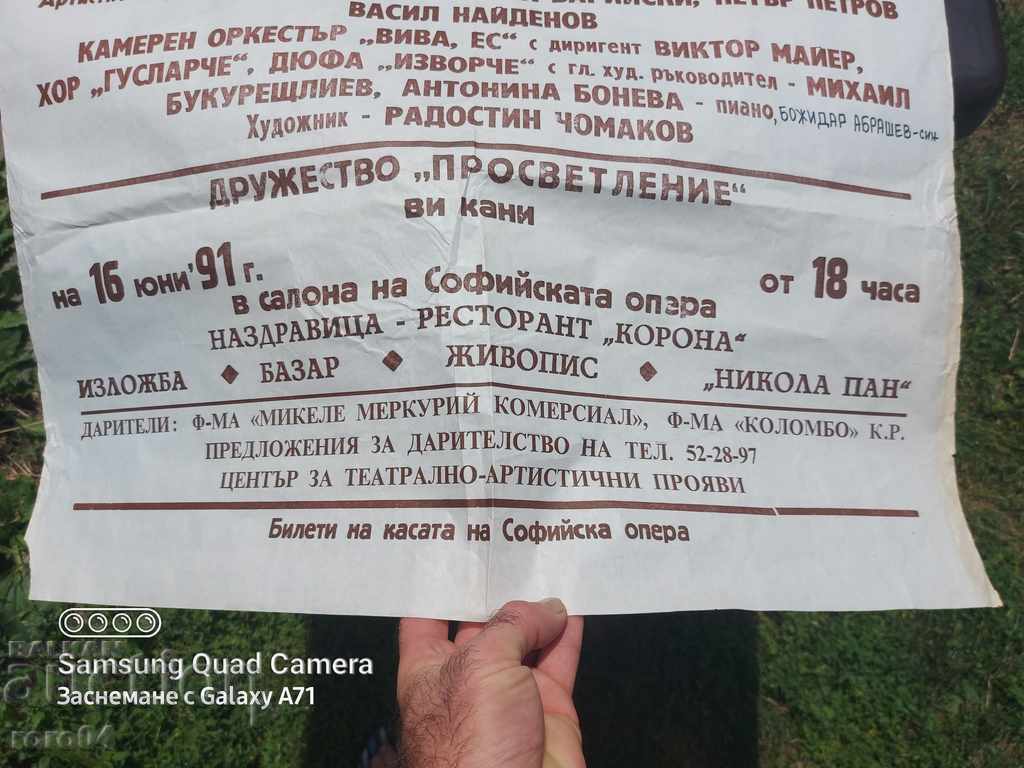 ПЕТЪР ПЕТРОВ
ВАСИЛ НАЙДЕНОВ
КАМЕРЕН ОРКЕСТЪР „ВИВА, ЕС“ с диригент ВИКТОР МАЙЕР,
ХОР „ГУСЛАРЧЕ“, ДЮФА „ИЗВОРЧЕ“ с гл. худ. ръководител - МИХАИЛ
БУКУРЕЩЛИЕВ, АНТОНИНА БОНЕВА - пиано, БОЖИДАР АБРАШЕВ-син
Художник - РАДОСТИН ЧОМАКОВ
ДРУЖЕСТВО „ПРОСВЕТЛЕНИЕ“
ВИ КАНИ
на 16 юни '91 г. от 18 часа
в салона на Софийската опера
НАЗДРАВИЦА - РЕСТОРАНТ „КОРОНА“
ИЗЛОЖБА ◆ БАЗАР ◆ ЖИВОПИС ◆ „НИКОЛА ПАН“
ДАРИТЕЛИ: Ф-МА «МИКЕЛЕ МЕРКУРИЙ КОМЕРСИАЛ», Ф-МА «КОЛОМБО» К.Р.
ПРЕДЛОЖЕНИЯ ЗА ДАРИТЕЛСТВО НА ТЕЛ. 52-28-97
ЦЕНТЪР ЗА ТЕАТРАЛНО-АРТИСТИЧНИ ПРОЯВИ
Билети на касата на Софийска опера
BALKAN
Samsung Quad Camera
Заснемане с Galaxy A71
roro04